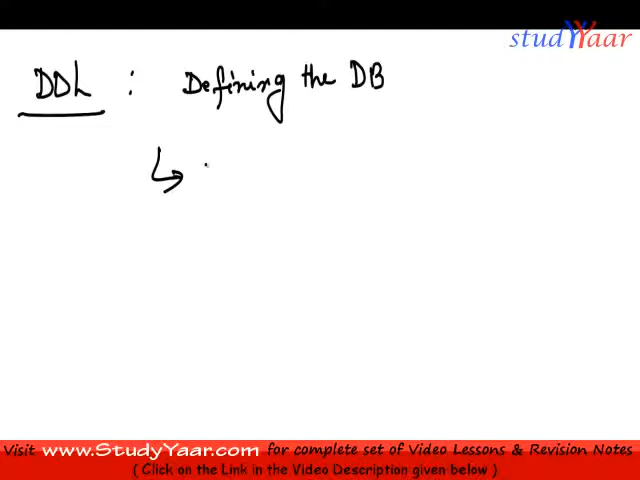 studYYaar
DDL : Defining the DB
Visit www.StudyYaar.com for complete set of Video Lessons & Revision Notes
( Click on the Link in the Video Description given below )